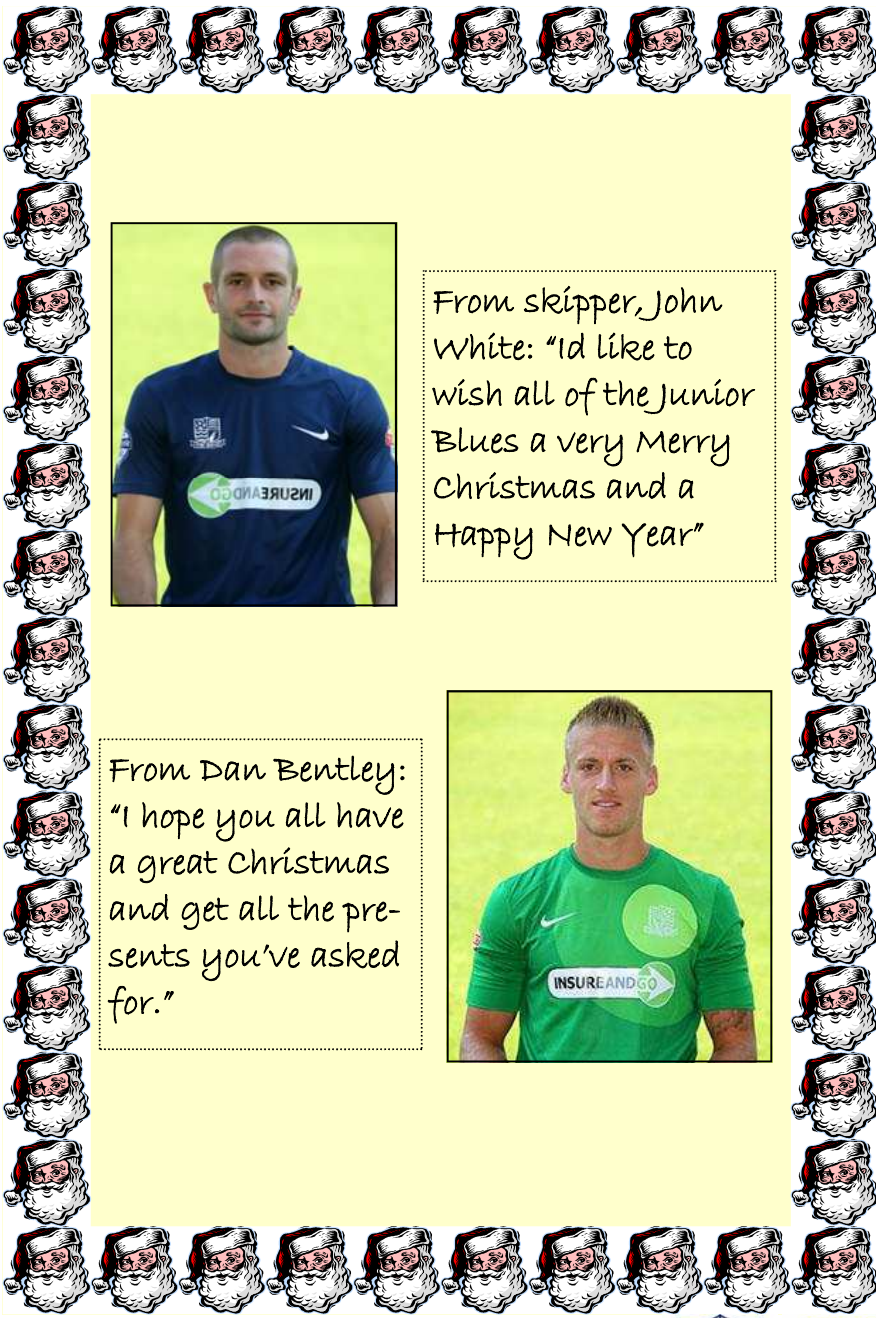 From skipper, John
White: “Id like to
wish all of the Junior
Blues a very Merry
Christmas and a
Happy New Year”
INSUREANDGO
From Dan Bentley:
“I hope you all have
a great Christmas
and get all the pre-
sents you’ve asked
for.”
INSUREANDGO